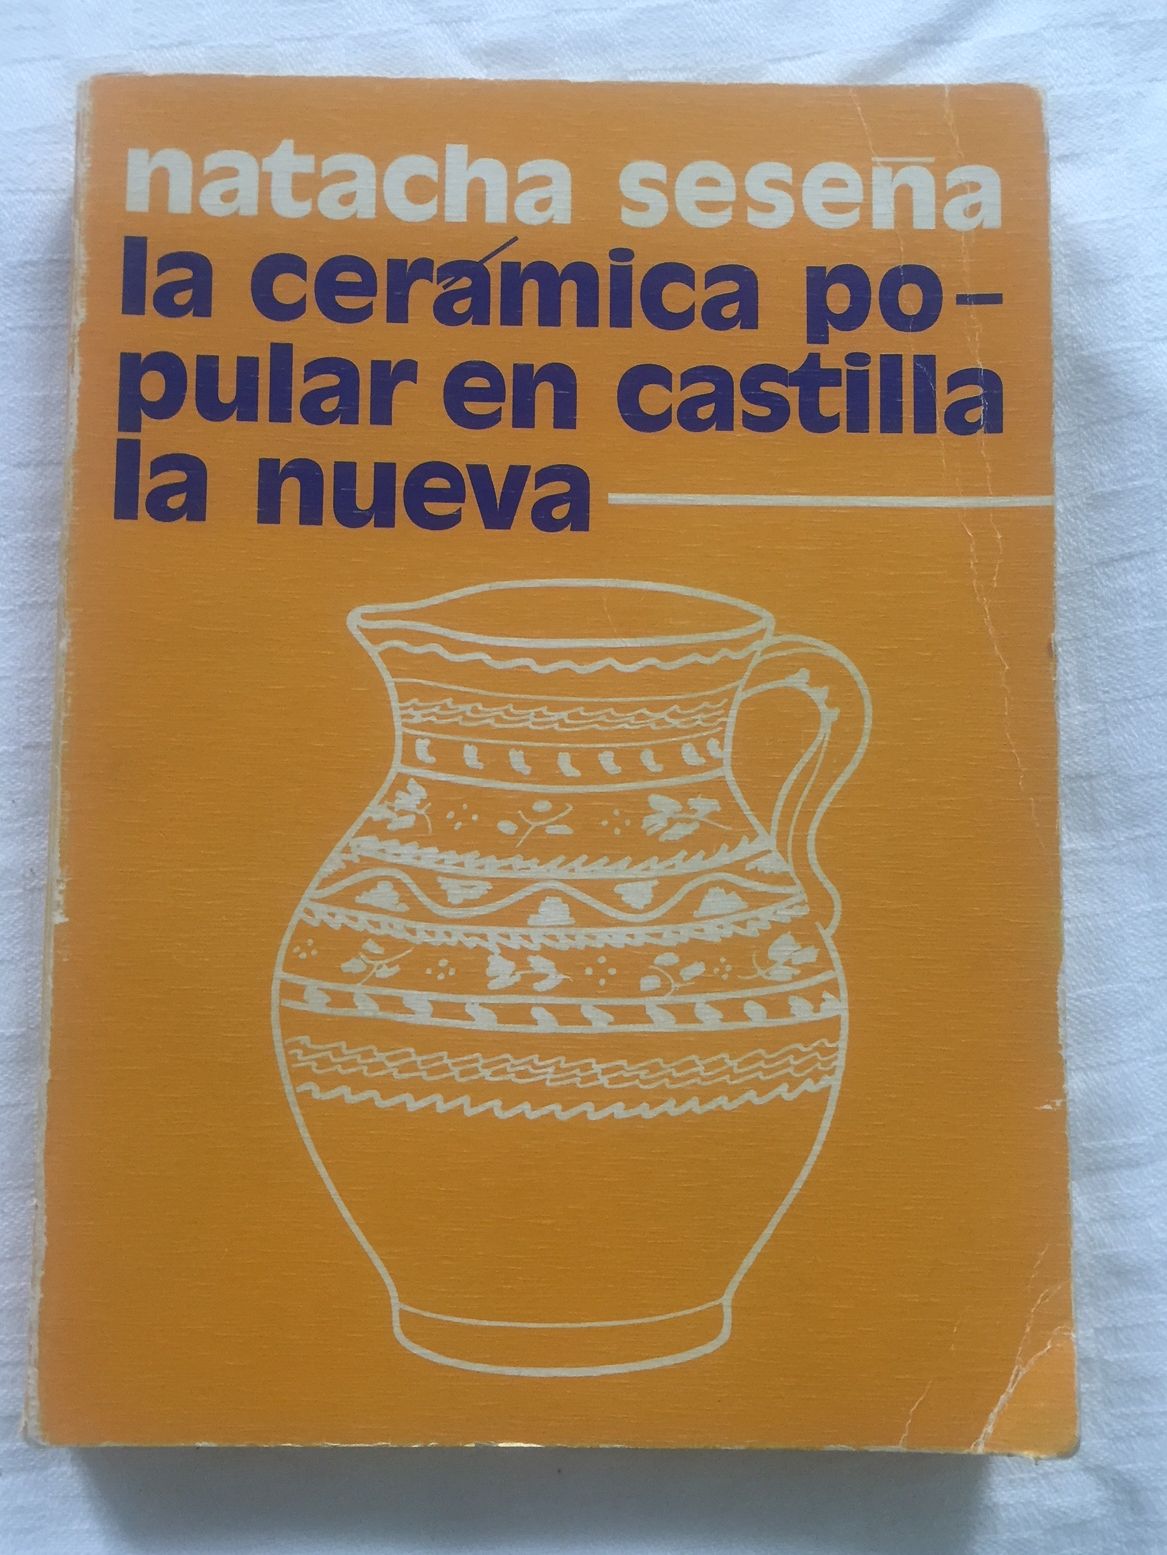 natacha seseña
la cerámica po-
pular en castilla
la nueva